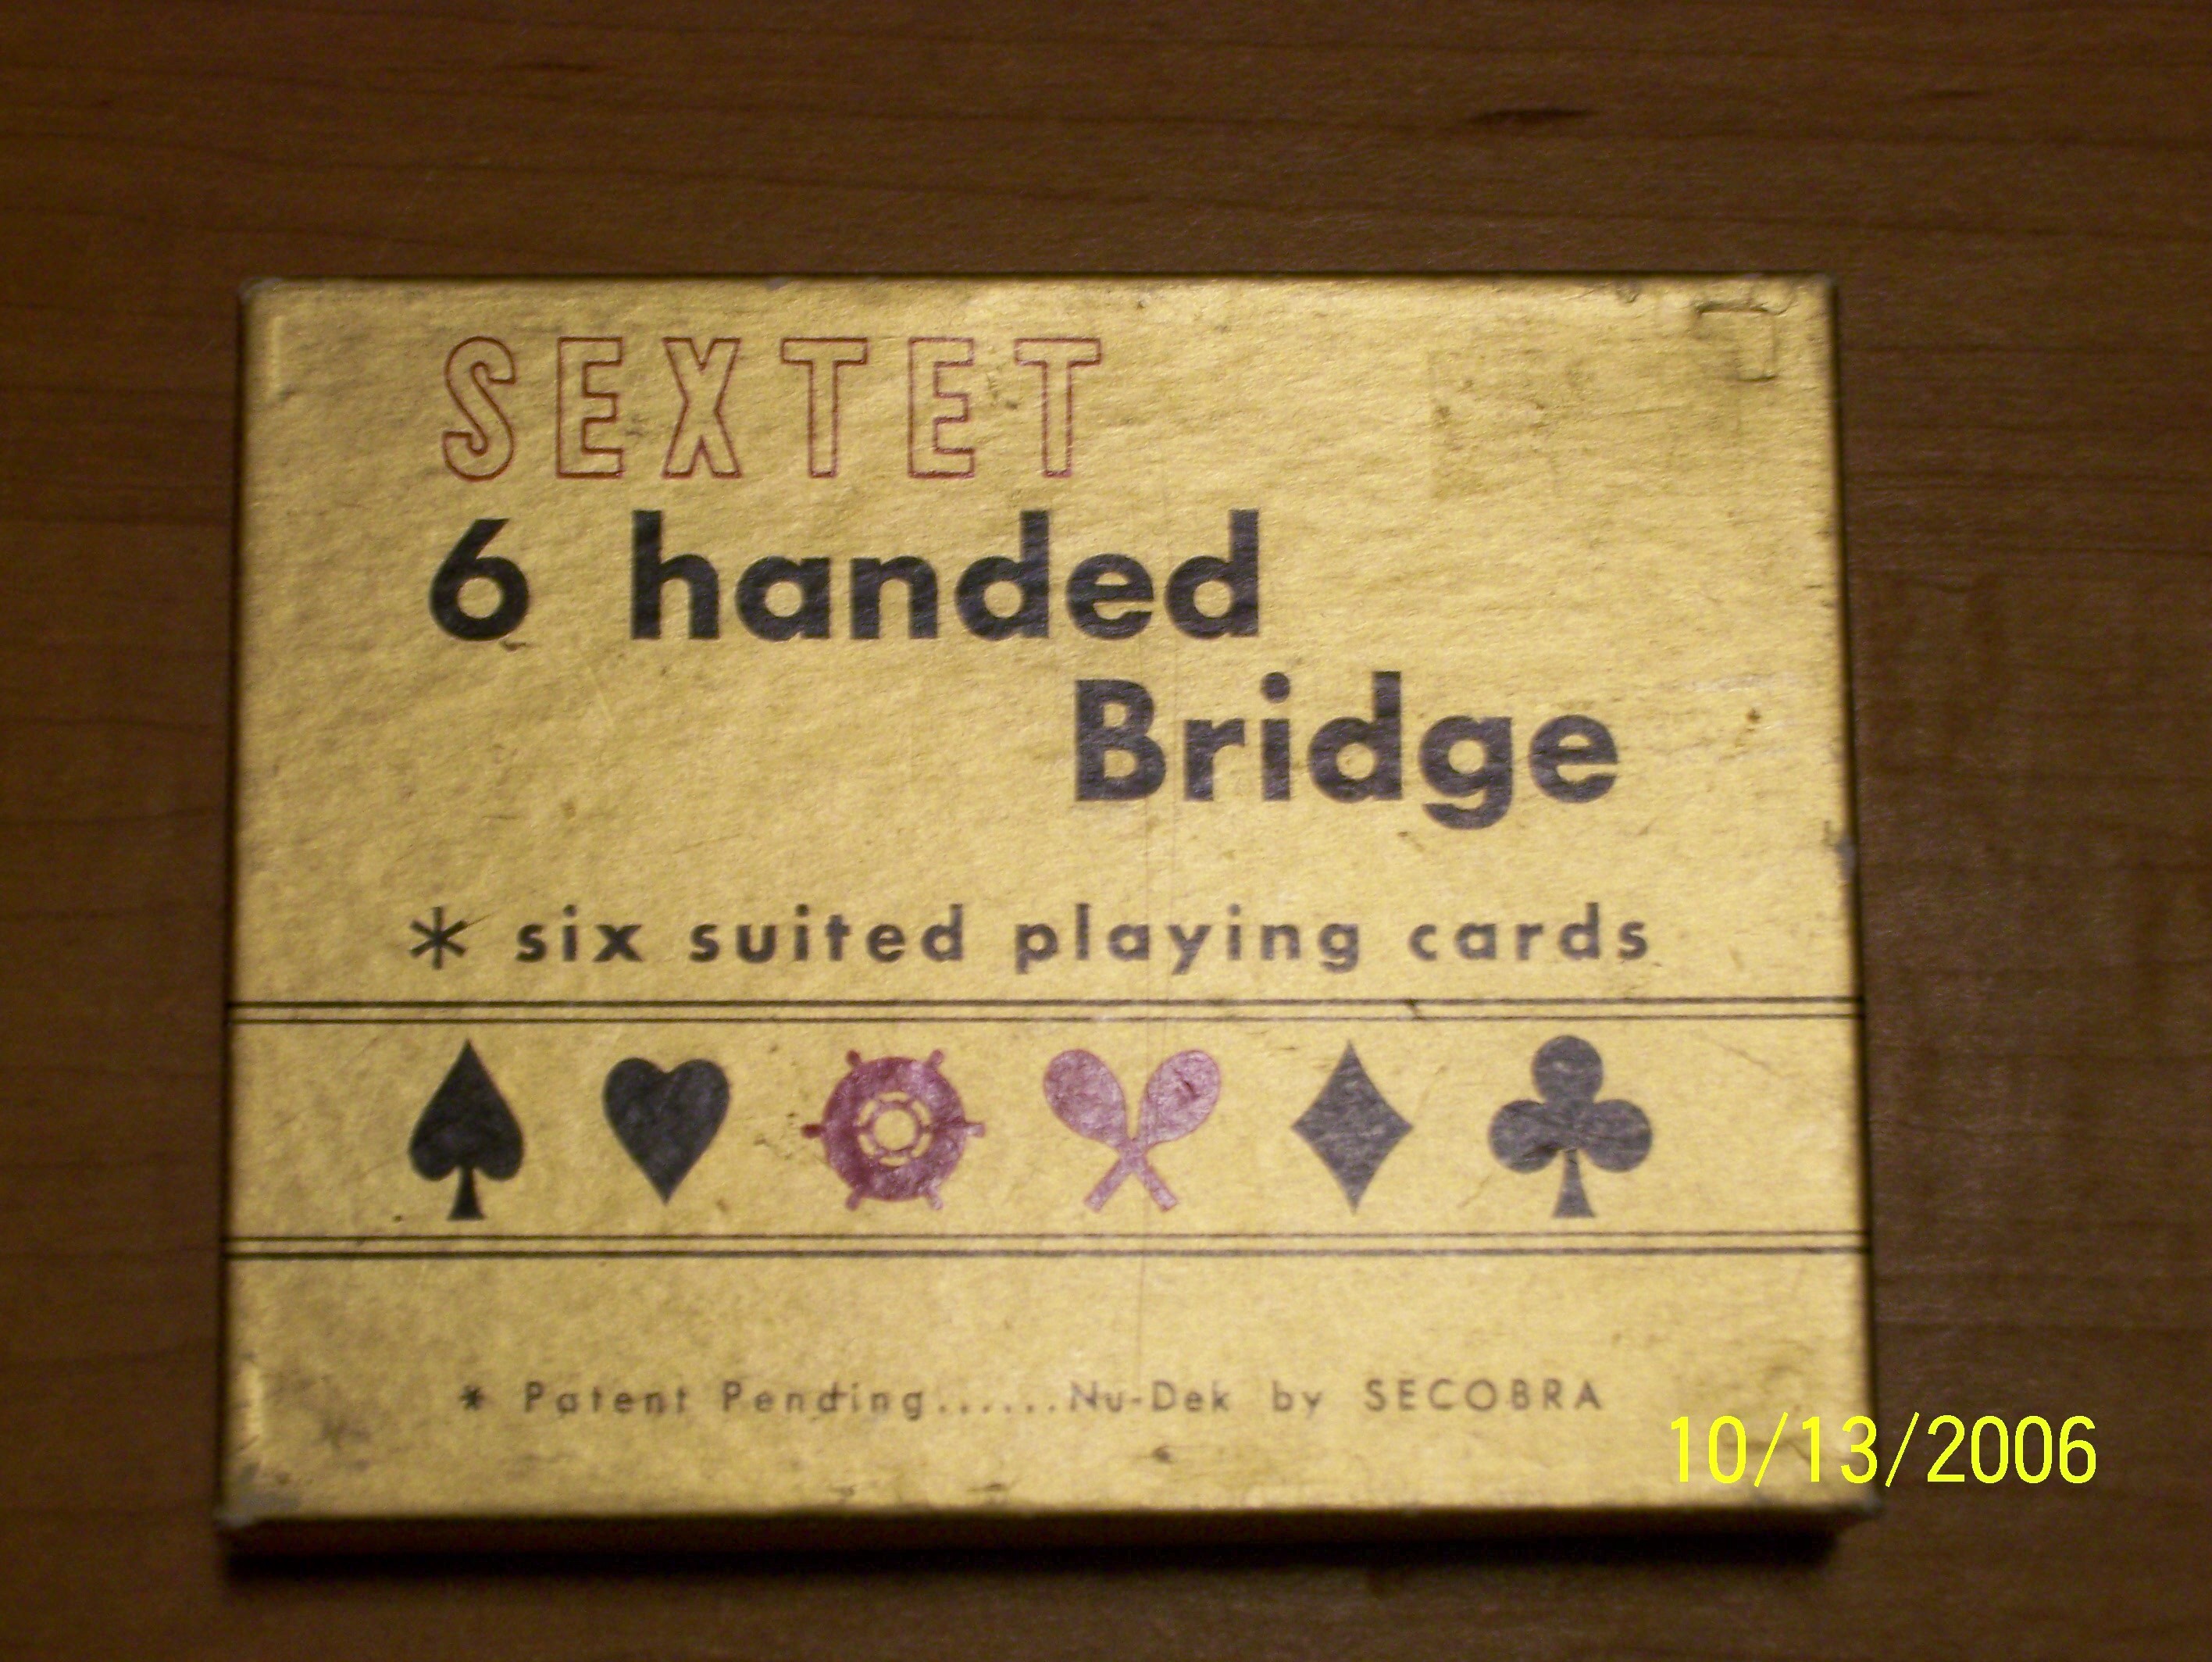 SEXTET
6 handed
Bridge
* six suited playing cards
* Patent Pending......Nu-Dek by SECOBRA
10/13/2006